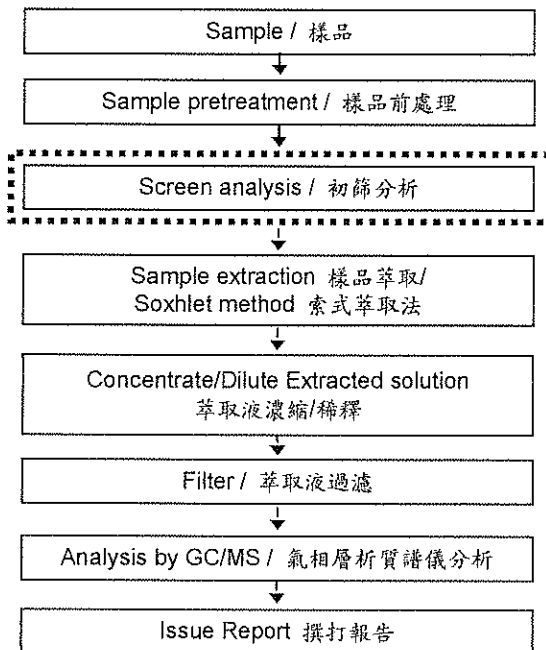 Sample / 樣品
Sample pretreatment / 樣品前處理
Screen analysis / 初篩分析
Sample extraction 樣品萃取/
Soxhlet method 索式萃取法
Concentrate/Dilute Extracted solution
萃取液濃縮/稀釋
Filter / 萃取液過濾
Analysis by GC/MS / 氣相層析質譜儀分析
Issue Report 撰打報告